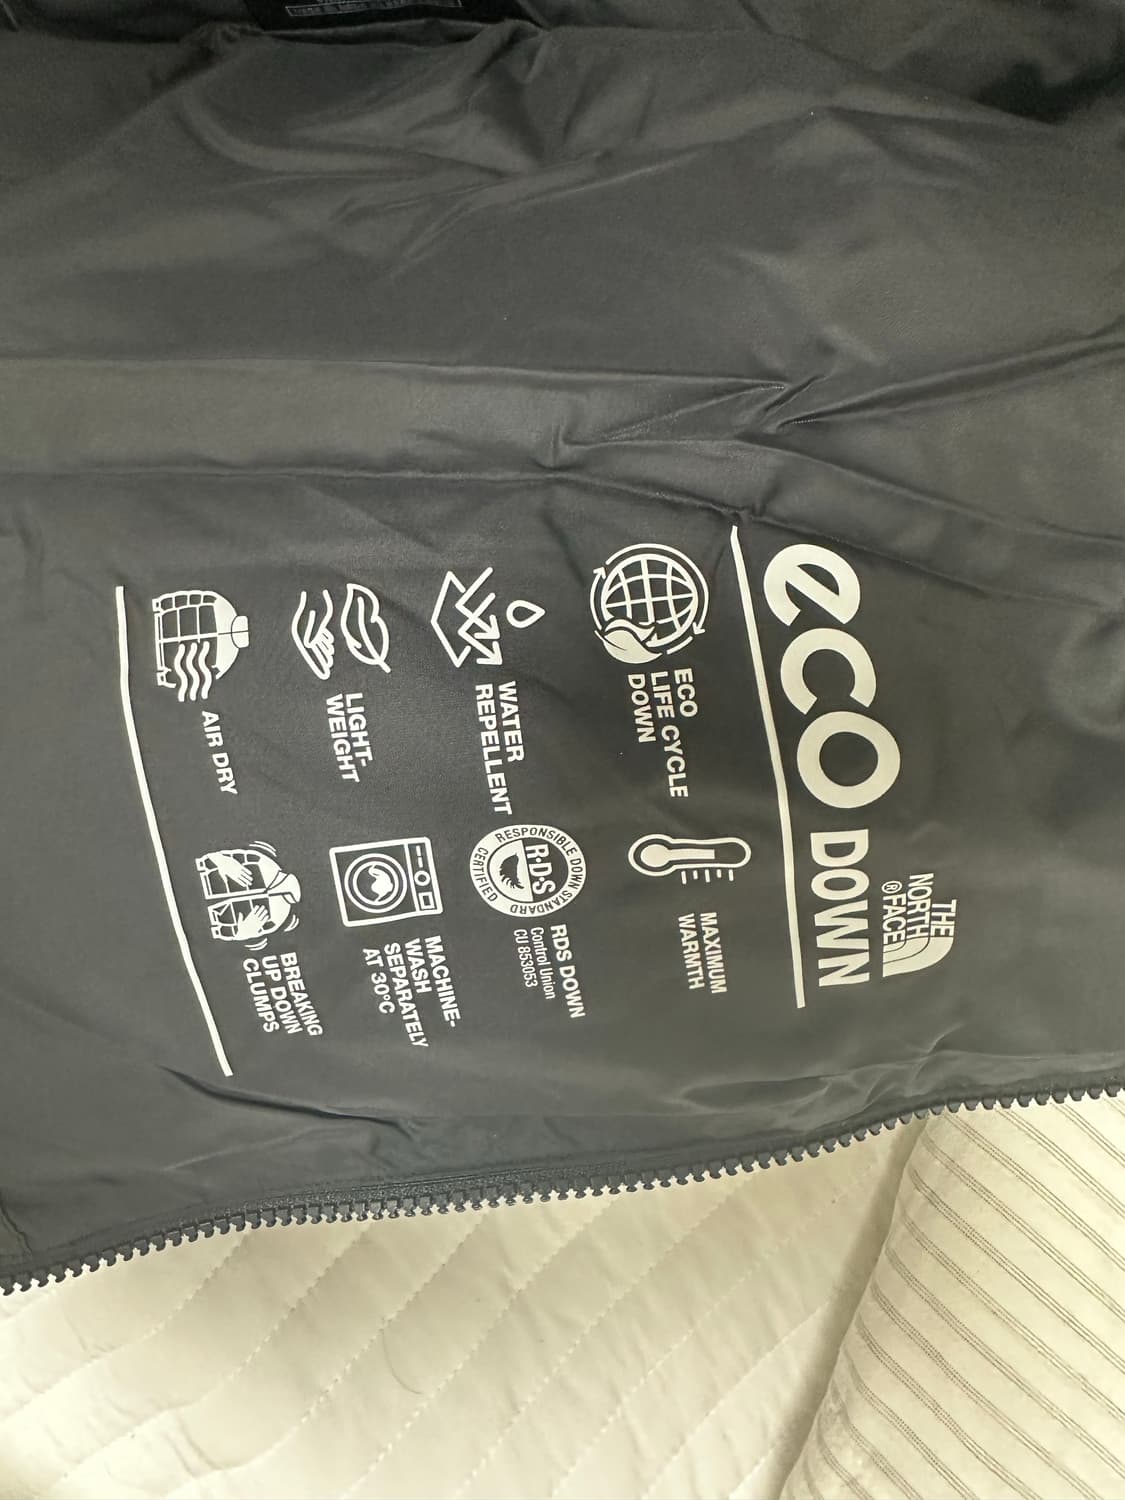 THE
NORTH
®FACE
eco DOWN
ECO
LIFE CYCLE
DOWN
MAXIMUM
WARMTH
WATER
REPELLENT
RESPONSIBLE DOWN STANDARD
R·D·S
CERTIFIED
RDS DOWN
Control Union
CU 853053
LIGHT-
WEIGHT
MACHINE-
WASH
SEPARATELY
AT 30°C
AIR DRY
BREAKING
UP DOWN
CLUMPS